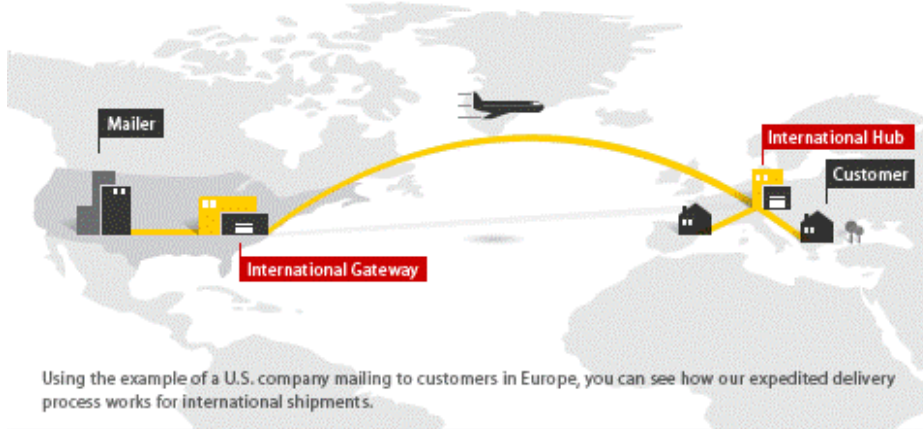 Mailer
International Hub
Customer
International Gateway
Using the example of a U.S. company mailing to customers in Europe, you can see how our expedited delivery
process works for international shipments.